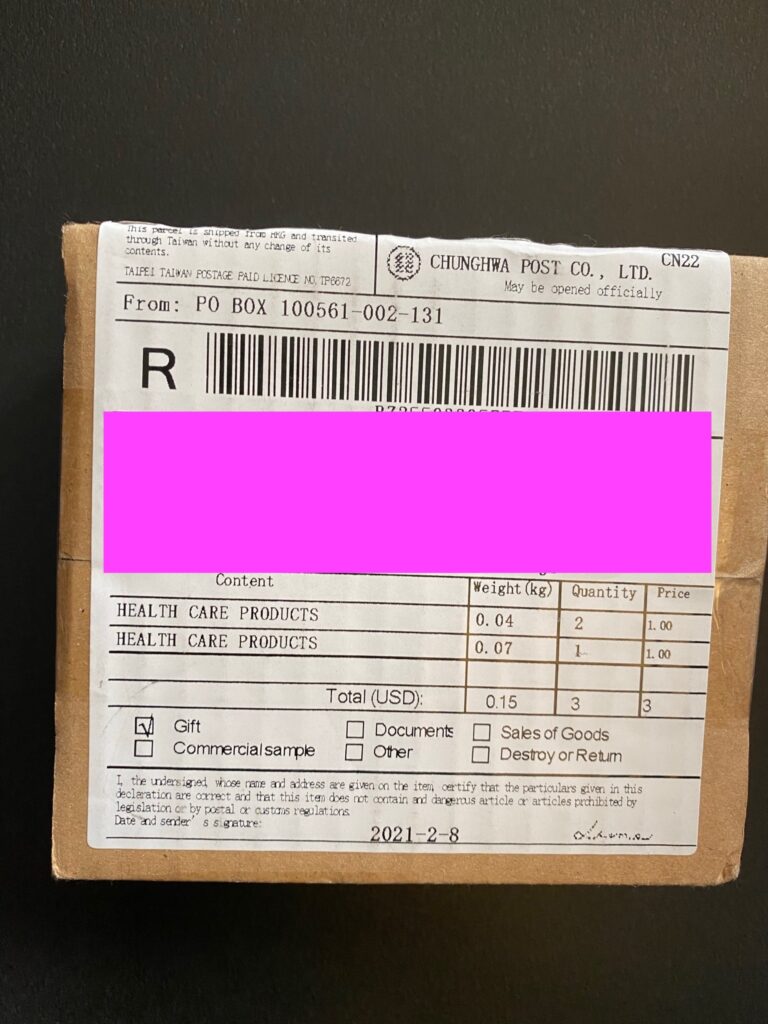 This parcel is shipped from HKG and transited
through Taiwan without any change of its
contents.
TAIPEI TAIWAN POSTAGE PAID LICENCE NO. TP6672
CHUNGHWA POST CO., LTD.
CN22
May be opened officially
From: PO BOX 100561-002-131
R
Content Weight(kg) Quantity Price
HEALTH CARE PRODUCTS 0.04 2 1.00
HEALTH CARE PRODUCTS 0.07 1 1.00
Total (USD): 0.15 3 3
Gift Documents Sales of Goods
Commercial sample Other Destroy or Return
I, the undersigned, whose name and address are given on the item, certify that the particulars given in this
declaration are correct and that this item does not contain and dangerous article or articles prohibited by
legislation or by postal or customs regulations.
Date and sender's signature:
2021-2-8